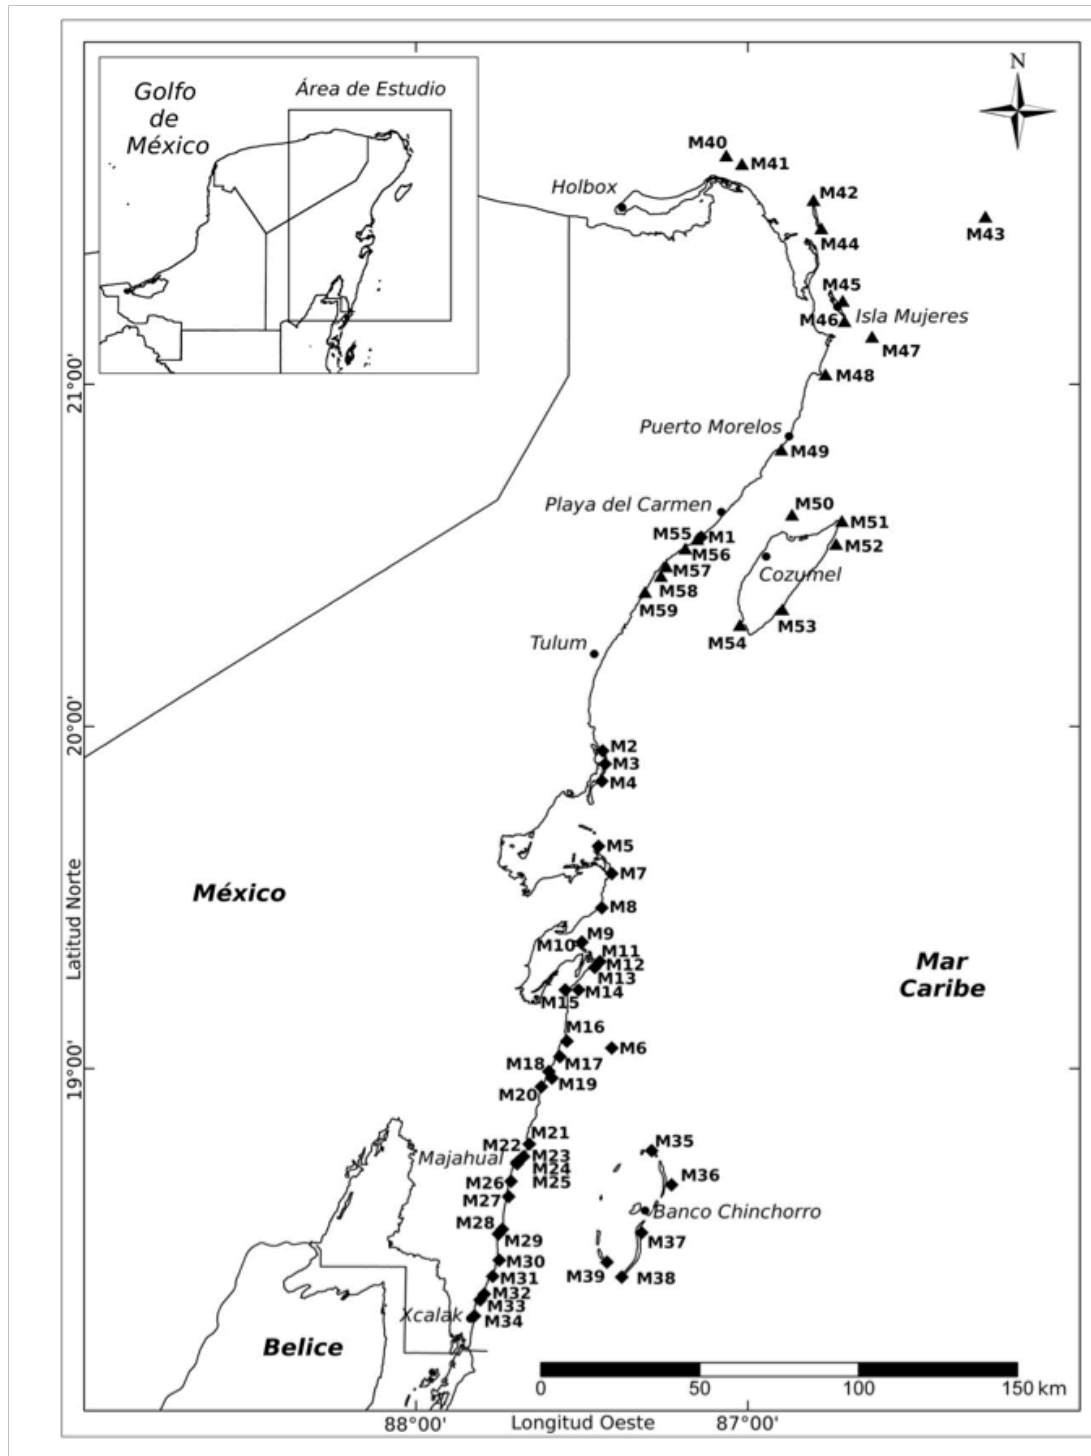 Golfo
de
México
Área de Estudio
N
M40
M41
Holbox
M42
M43
M44
M45
M46
Isla Mujeres
M47
M48
21°00'
Puerto Morelos
M49
Playa del Carmen
M50
M51
M55
M1
M52
M56
M57
Cozumel
M58
M59
M53
M54
Tulum
20°00'
M2
M3
M4
M5
M7
Latitud Norte
México
M8
M9
M10
M11
M12
M13
Mar
Caribe
M15
M14
M16
M6
M17
M18
19°00'
M19
M20
M21
M22
M35
Majahual
M23
M24
M25
M26
M36
M27
Banco Chinchorro
M28
M29
M37
M30
M31
M39
M38
M32
M33
Xcalak
M34
Belice
0
50
100
150 km
88°00'
Longitud Oeste
87°00'